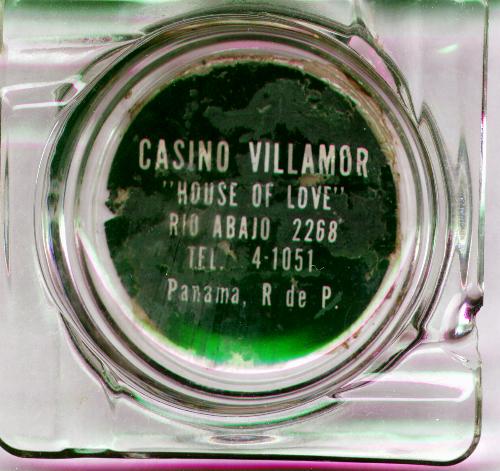 CASINO VILLAMOR
"HOUSE OF LOVE"
RIO ABAJO 2268
TEL. 4-1051
Panama, R de P.